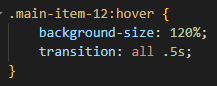 .main-item-12:hover {
    background-size: 120%;
    transition: all .5s;
}